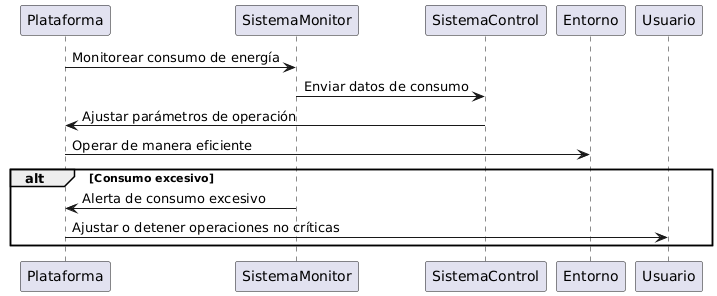 Plataforma SistemaMonitor SistemaControl Entorno Usuario
Monitorear consumo de energía
Enviar datos de consumo
Ajustar parámetros de operación
Operar de manera eficiente
alt [Consumo excesivo]
Alerta de consumo excesivo
Ajustar o detener operaciones no críticas
Plataforma SistemaMonitor SistemaControl Entorno Usuario